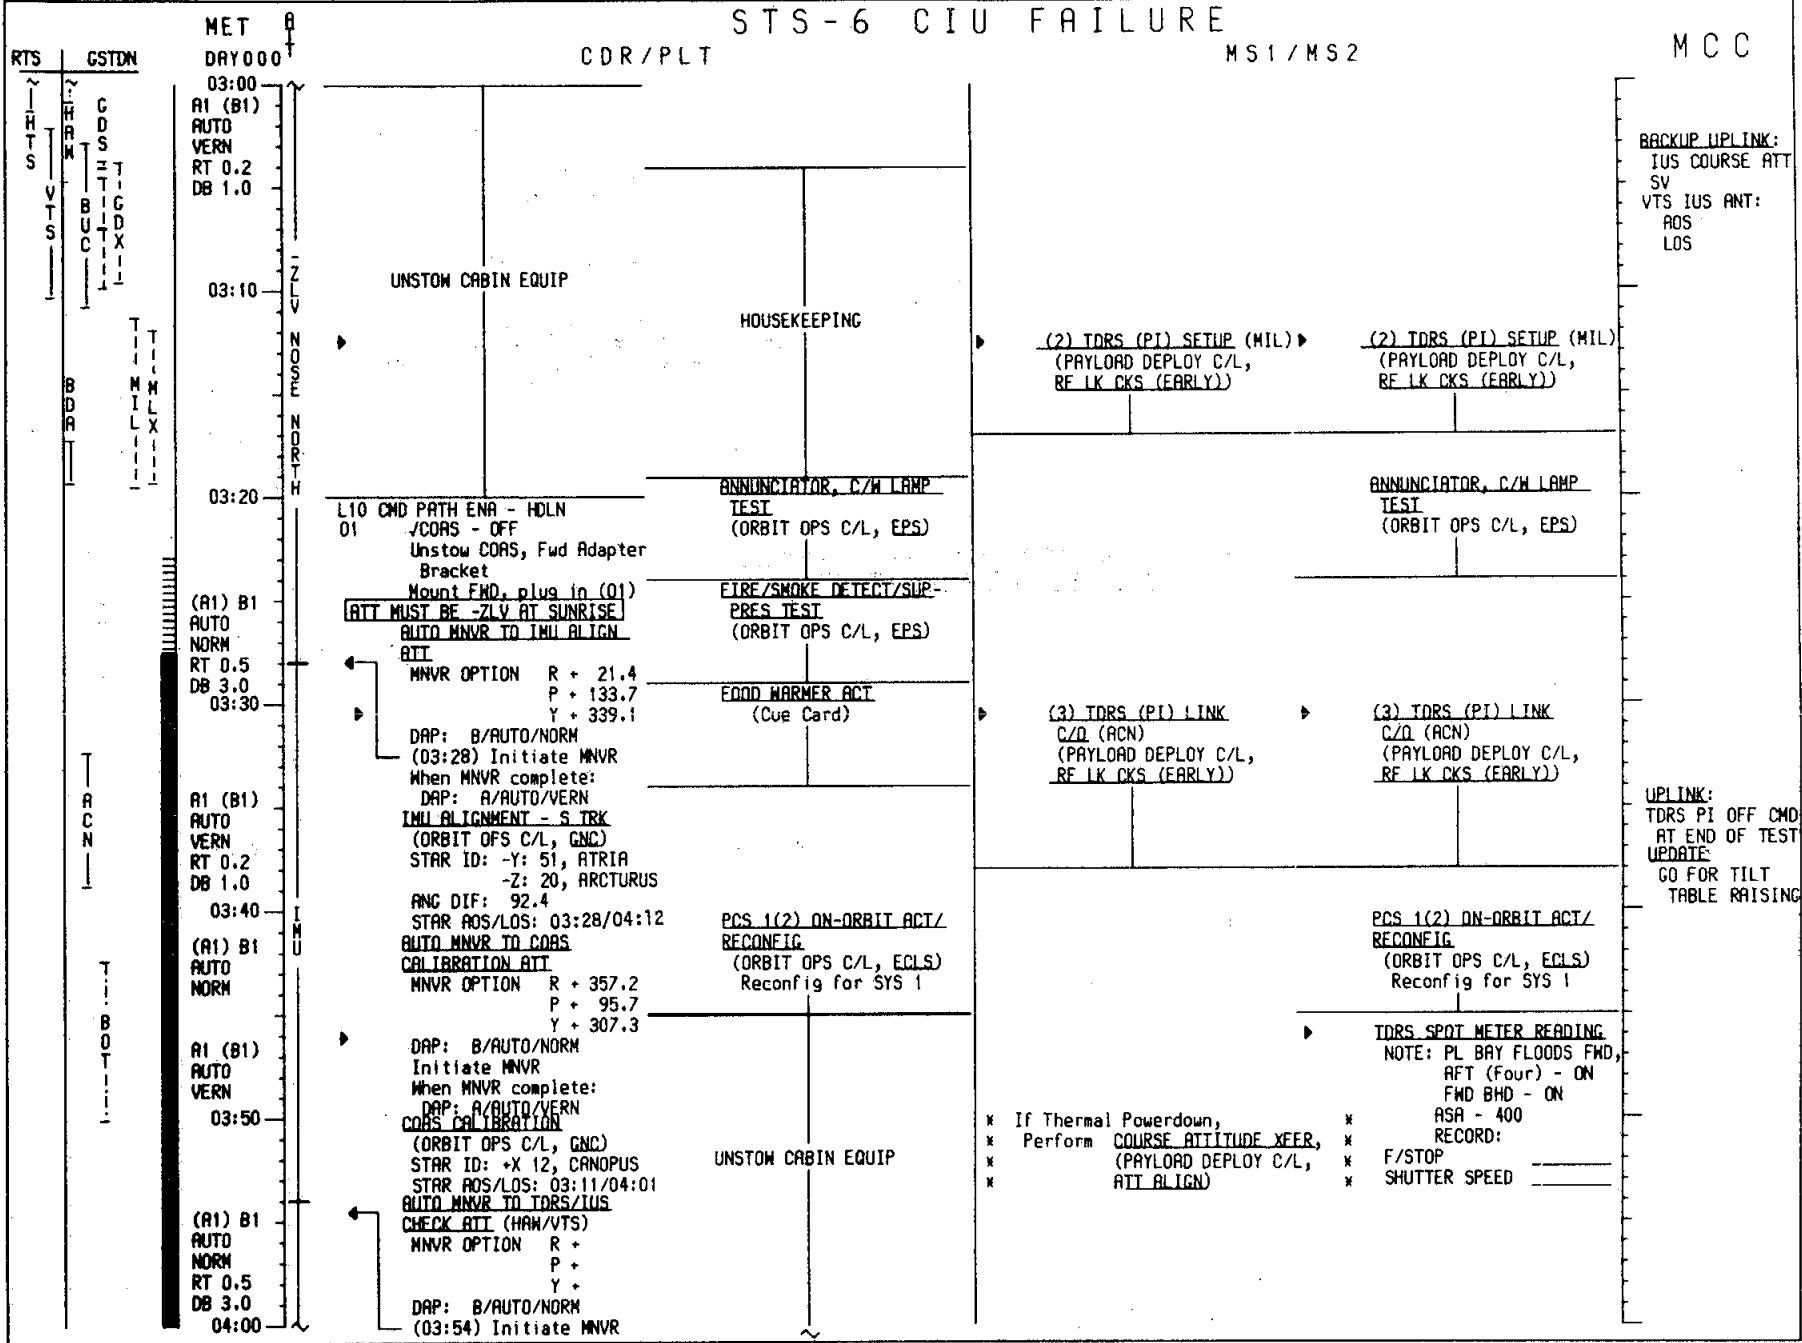 STS-6 CIU FAILURE
MET
ATT
DAY000
RTS
GSTDN
CDR/PLT
MS1/MS2
MCC
HTS
VTS
HAW
GDS
BUC
GDX
BDA
MIL
MLX
ACN
BOT
03:00
A1 (B1)
AUTO
VERN
RT 0.2
DB 1.0
03:10
03:20
(A1) B1
AUTO
NORM
RT 0.5
DB 3.0
03:30
A1 (B1)
AUTO
VERN
RT 0.2
DB 1.0
03:40
(A1) B1
AUTO
NORM
A1 (B1)
AUTO
VERN
03:50
(A1) B1
AUTO
NORM
RT 0.5
DB 3.0
04:00
-ZLV NOSE NORTH
IMU
UNSTOW CABIN EQUIP
L10 CMD PATH ENA - HDLN
O1 √COAS - OFF
Unstow COAS, Fwd Adapter
Bracket
Mount FWD, plug in (O1)
ATT MUST BE -ZLV AT SUNRISE
AUTO MNVR TO IMU ALIGN
ATT
MNVR OPTION R + 21.4
P + 133.7
Y + 339.1
DAP: B/AUTO/NORM
(03:28) Initiate MNVR
When MNVR complete:
DAP: A/AUTO/VERN
IMU ALIGNMENT - S TRK
(ORBIT OFS C/L, GNC)
STAR ID: -Y: 51, ATRIA
-Z: 20, ARCTURUS
ANG DIF: 92.4
STAR AOS/LOS: 03:28/04:12
AUTO MNVR TO COAS
CALIBRATION ATT
MNVR OPTION R + 357.2
P + 95.7
Y + 307.3
DAP: B/AUTO/NORM
Initiate MNVR
When MNVR complete:
DAP: A/AUTO/VERN
COAS CALIBRATION
(ORBIT OPS C/L, GNC)
STAR ID: +X 12, CANOPUS
STAR AOS/LOS: 03:11/04:01
AUTO MNVR TO TDRS/IUS
CHECK ATT (HAW/VTS)
MNVR OPTION R +
P +
Y +
DAP: B/AUTO/NORM
(03:54) Initiate MNVR
HOUSEKEEPING
ANNUNCIATOR, C/W LAMP
TEST
(ORBIT OPS C/L, EPS)
FIRE/SMOKE DETECT/SUP-
PRES TEST
(ORBIT OPS C/L, EPS)
FOOD WARMER ACT
(Cue Card)
PCS 1(2) ON-ORBIT ACT/
RECONFIG
(ORBIT OPS C/L, ECLS)
Reconfig for SYS 1
UNSTOW CABIN EQUIP
(2) TDRS (PI) SETUP (MIL)
(PAYLOAD DEPLOY C/L,
RF LK CKS (EARLY))
(3) TDRS (PI) LINK
C/O (ACN)
(PAYLOAD DEPLOY C/L,
RF LK CKS (EARLY))
* If Thermal Powerdown, *
* Perform COURSE ATTITUDE XFER, *
* (PAYLOAD DEPLOY C/L, *
* ATT ALIGN) *
(2) TDRS (PI) SETUP (MIL)
(PAYLOAD DEPLOY C/L,
RF LK CKS (EARLY))
ANNUNCIATOR, C/W LAMP
TEST
(ORBIT OPS C/L, EPS)
(3) TDRS (PI) LINK
C/O (ACN)
(PAYLOAD DEPLOY C/L,
RF LK CKS (EARLY))
PCS 1(2) ON-ORBIT ACT/
RECONFIG
(ORBIT OPS C/L, ECLS)
Reconfig for SYS 1
TDRS SPOT METER READING
NOTE: PL BAY FLOODS FWD,
AFT (Four) - ON
FWD BHD - ON
ASA - 400
RECORD:
F/STOP
SHUTTER SPEED
BACKUP UPLINK:
IUS COURSE ATT
SV
VTS IUS ANT:
AOS
LOS
UPLINK:
TDRS PI OFF CMD
AT END OF TEST
UPDATE
GO FOR TILT
TABLE RAISING